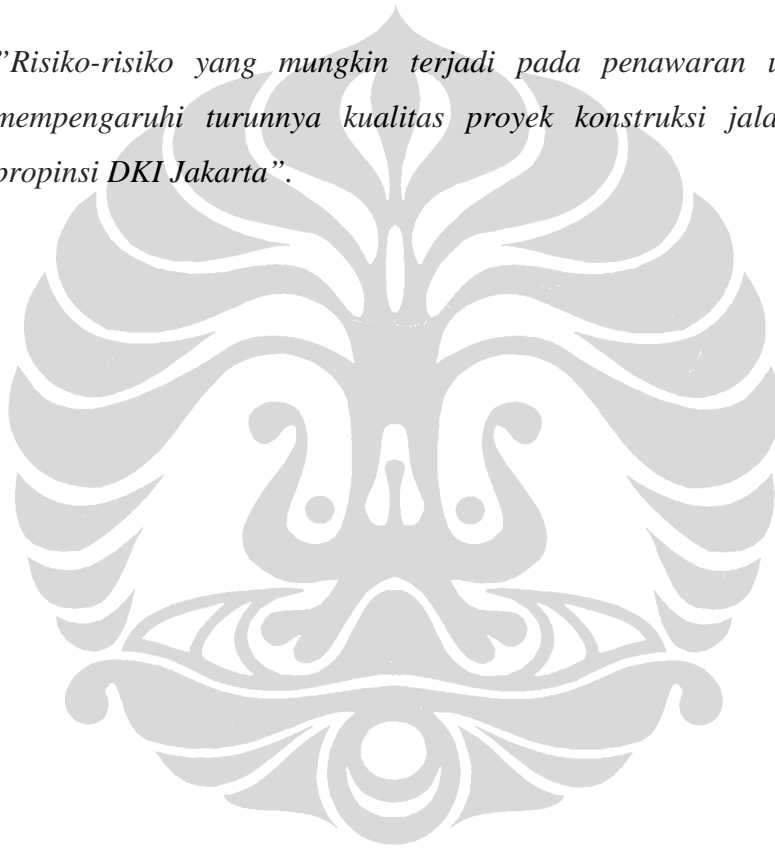 ”Risiko-risiko yang mungkin terjadi pada penawaran
mempengaruhi turunnya kualitas proyek konstruksi
propinsi DKI Jakarta”.